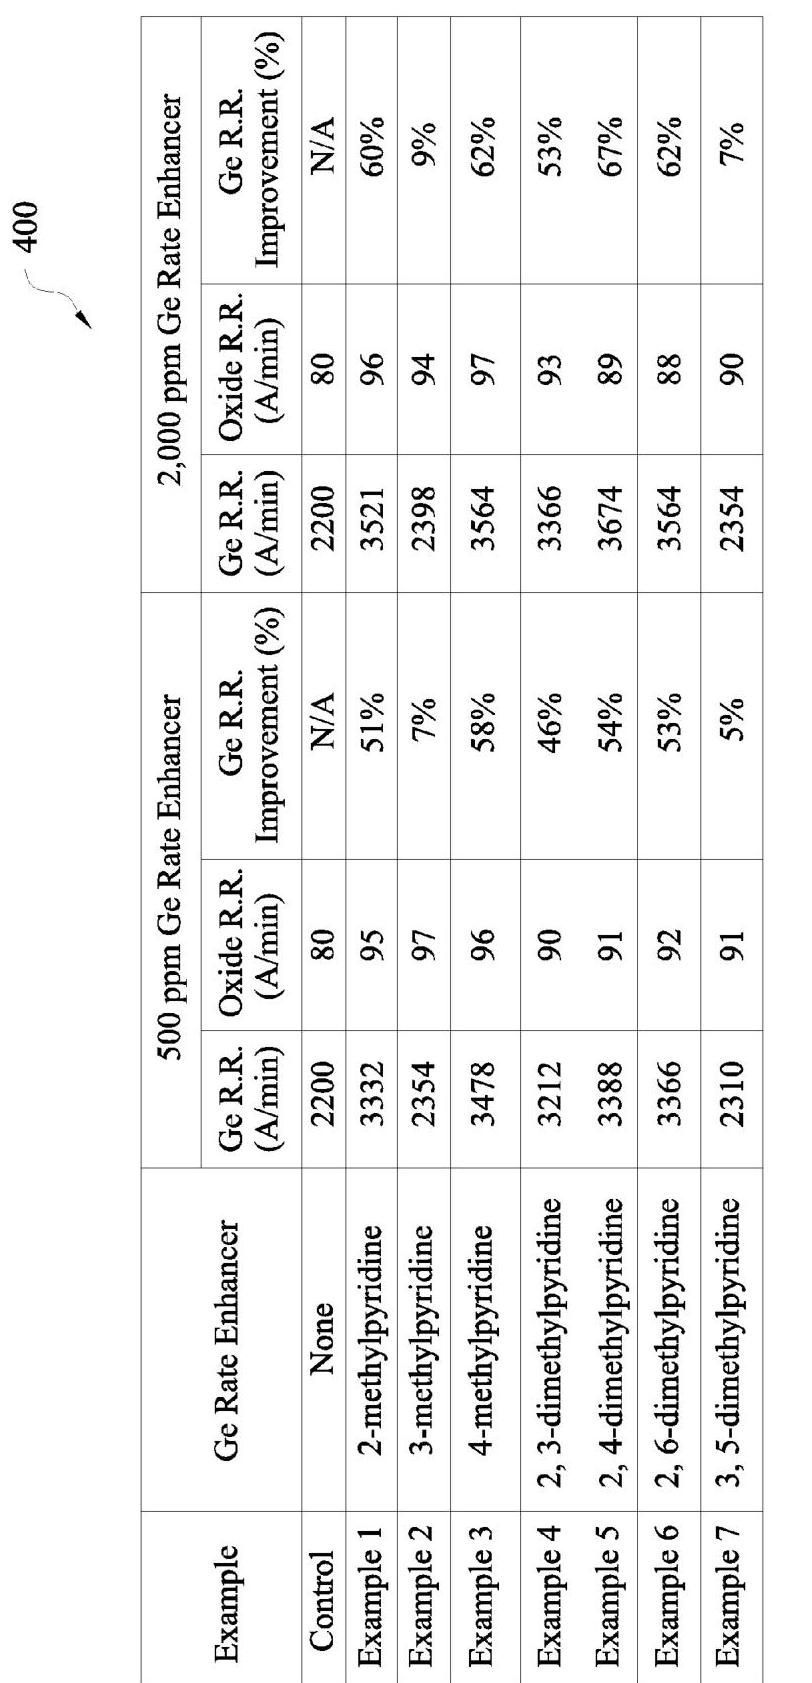 400
Example | Ge Rate Enhancer | 500 ppm Ge Rate Enhancer | 2,000 ppm Ge Rate Enhancer
Ge R.R. (A/min) | Oxide R.R. (A/min) | Ge R.R. Improvement (%) | Ge R.R. (A/min) | Oxide R.R. (A/min) | Ge R.R. Improvement (%)
Control | None | 2200 | 80 | N/A | 2200 | 80 | N/A
Example 1 | 2-methylpyridine | 3332 | 95 | 51% | 3521 | 96 | 60%
Example 2 | 3-methylpyridine | 2354 | 97 | 7% | 2398 | 94 | 9%
Example 3 | 4-methylpyridine | 3478 | 96 | 58% | 3564 | 97 | 62%
Example 4 | 2, 3-dimethylpyridine | 3212 | 90 | 46% | 3366 | 93 | 53%
Example 5 | 2, 4-dimethylpyridine | 3388 | 91 | 54% | 3674 | 89 | 67%
Example 6 | 2, 6-dimethylpyridine | 3366 | 92 | 53% | 3564 | 88 | 62%
Example 7 | 3, 5-dimethylpyridine | 2310 | 91 | 5% | 2354 | 90 | 7%